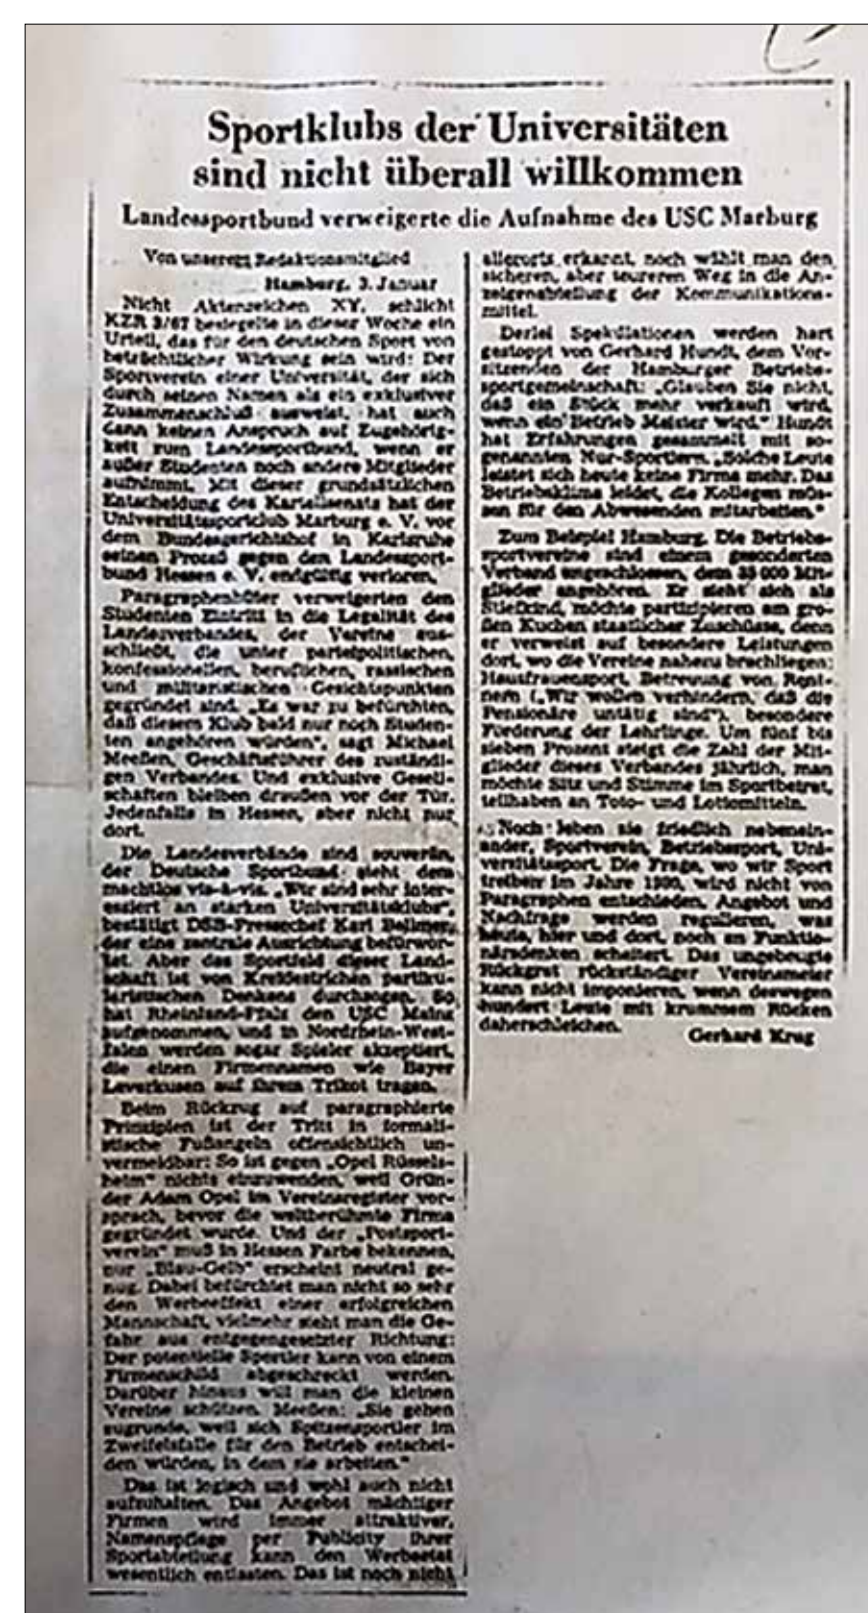 Sportklubs der Universitäten
sind nicht überall willkommen
Landessportbund verweigerte die Aufnahme des USC Marburg
Von unserem Redaktionsmitglied
Hamburg, 3. Januar
Nicht Aktenzeichen XY, schlicht
KZR 3/67 besiegelte in dieser Woche ein
Urteil, das für den deutschen Sport von
beträchtlicher Wirkung sein wird: Der
Sportverein einer Universität, der sich
durch seinen Namen als ein exklusiver
Zusammenschluß ausweist, hat auch
dann keinen Anspruch auf Zugehörig-
keit zum Landessportbund, wenn er
außer Studenten noch andere Mitglieder
aufnimmt. Mit dieser grundsätzlichen
Entscheidung des Kartellsenats hat der
Universitätssportclub Marburg e. V. vor
dem Bundesgerichtshof in Karlsruhe
seinen Prozeß gegen den Landessport-
bund Hessen e. V. endgültig verloren.
Paragraphenhüter verweigerten den
Studenten Eintritt in die Legalität des
Landesverbandes, der Vereine aus-
schließt, die unter parteipolitischen,
konfessionellen, beruflichen, rassischen
und militaristischen Gesichtspunkten
gegründet sind. „Es war zu befürchten,
daß diesem Klub bald nur noch Studen-
ten angehören würden", sagt Michael
Meeßen, Geschäftsführer des zuständi-
gen Verbandes. Und exklusive Gesell-
schaften bleiben draußen vor der Tür.
Jedenfalls in Hessen, aber nicht nur
dort.
Die Landesverbände sind souverän,
der Deutsche Sportbund steht dem
machtlos vis-à-vis. „Wir sind sehr inter-
essiert an starken Universitätsklubs",
bestätigt DSB-Pressechef Karl
der eine zentrale Ausrichtung befürwor-
tet. Aber das Sportfeld dieser Land-
schaft ist von Kreidestrichen partiku-
laristischen Denkens durchzogen. So
hat Rheinland-Pfalz den USC Mainz
aufgenommen, und in Nordrhein-West-
falen werden sogar Spieler akzeptiert,
die einen Firmennamen wie Bayer
Leverkusen auf ihrem Trikot tragen.
Beim Rückzug auf paragraphierte
Prinzipien ist der Tritt in formali-
stische Fußangeln offensichtlich un-
vermeidbar: So ist gegen „Opel Rüssels-
heim" nichts einzuwenden, weil Grün-
der Adam Opel im Vereinsregister vor-
sprach, bevor die weltberühmte Firma
gegründet wurde. Und der „Postsport-
verein" muß in Hessen Farbe bekennen,
nur „Blau-Gelb" erscheint neutral ge-
nug. Dabei befürchtet man nicht so sehr
den Werbeeffekt einer erfolgreichen
Mannschaft, vielmehr sieht man die Ge-
fahr aus entgegengesetzter Richtung:
Der potentielle Sportler kann von einem
Firmenschild abgeschreckt werden.
Darüber hinaus will man die kleinen
Vereine schützen. Meeßen: „Sie gehen
zugrunde, weil sich Spitzensportler im
Zweifelsfalle für den Betrieb entschei-
den würden, in dem sie arbeiten."
Das ist logisch und wohl auch nicht
aufzuhalten. Das Angebot mächtiger
Firmen wird immer attraktiver,
Namenspflege per Publicity ihrer
Sportabteilung kann den Werbeetat
wesentlich entlasten. Das ist noch nicht
allerorts erkannt, noch wählt man den
sicheren, aber teureren Weg in die An-
zeigenabteilung der Kommunikations-
mittel.
Derlei Spekulationen werden hart
gestoppt von Gerhard Hundt, dem Vor-
sitzenden der Hamburger Betriebs-
sportgemeinschaft: „Glauben Sie nicht,
daß ein Stück mehr verkauft wird,
wenn ein Betrieb Meister wird." Hundt
hat Erfahrungen gesammelt mit so-
genannten Nur-Sportlern. „Solche Leute
leistet sich heute keine Firma mehr. Das
Betriebsklima leidet, die Kollegen müs-
sen für den Abwesenden mitarbeiten."
Zum Beispiel Hamburg. Die Betriebs-
sportvereine sind einem gesonderten
Verband angeschlossen, dem 000 Mit-
glieder angehören. Er sieht sich als
Stiefkind, möchte partizipieren am gro-
ßen Kuchen staatlicher Zuschüsse, denn
er verweist auf besondere Leistungen
dort, wo die Vereine nahezu brachliegen:
Hausfrauensport, Betreuung von Rent-
nern („Wir wollen verhindern, daß die
Pensionäre untätig sind"), besondere
Förderung der Lehrlinge. Um fünf bis
sieben Prozent steigt die Zahl der Mit-
glieder dieses Verbandes jährlich, man
möchte Sitz und Stimme im Sportbeirat,
teilhaben an Toto- und Lottomitteln.
Noch leben sie friedlich nebenein-
ander, Sportverein, Betriebssport, Uni-
versitätssport. Die Frage, wo wir Sport
treiben im Jahre, wird nicht von
Paragraphen entschieden. Angebot und
Nachfrage werden regulieren, was
heute, hier und dort, noch an Funktio-
närsdenken scheitert. Das ungebeugte
Rückgrat rückständiger Vereinsmeier
kann nicht imponieren, wenn deswegen
hundert Leute mit krummem Rücken
daherschleichen.
Gerhard Krug